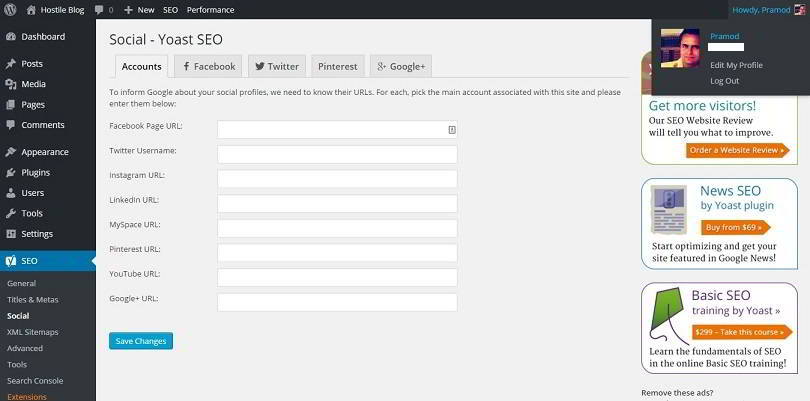 Hostile Blog
0
+ New
SEO
Performance
Howdy, Pramod
Pramod
Edit My Profile
Log Out
Dashboard
Posts
Media
Pages
Comments
Appearance
Plugins
Users
Tools
Settings
SEO
General
Titles & Metas
Social
XML Sitemaps
Advanced
Tools
Search Console
Extensions
Social - Yoast SEO
Accounts
Facebook
Twitter
Pinterest
Google+
To inform Google about your social profiles, we need to know their URLs. For each, pick the main account associated with this site and please
enter them below:
Facebook Page URL:
Twitter Username:
Instagram URL:
LinkedIn URL:
MySpace URL:
Pinterest URL:
YouTube URL:
Google+ URL:
Save Changes
Get more visitors!
Our SEO Website Review
will tell you what to improve.
Order a Website Review »
News SEO
by Yoast plugin
Buy from $69 »
Start optimizing and get your
site featured in Google News!
Basic SEO
training by Yoast »
$299 – Take this course »
Learn the fundamentals of SEO
in the online Basic SEO training!
Remove these ads?